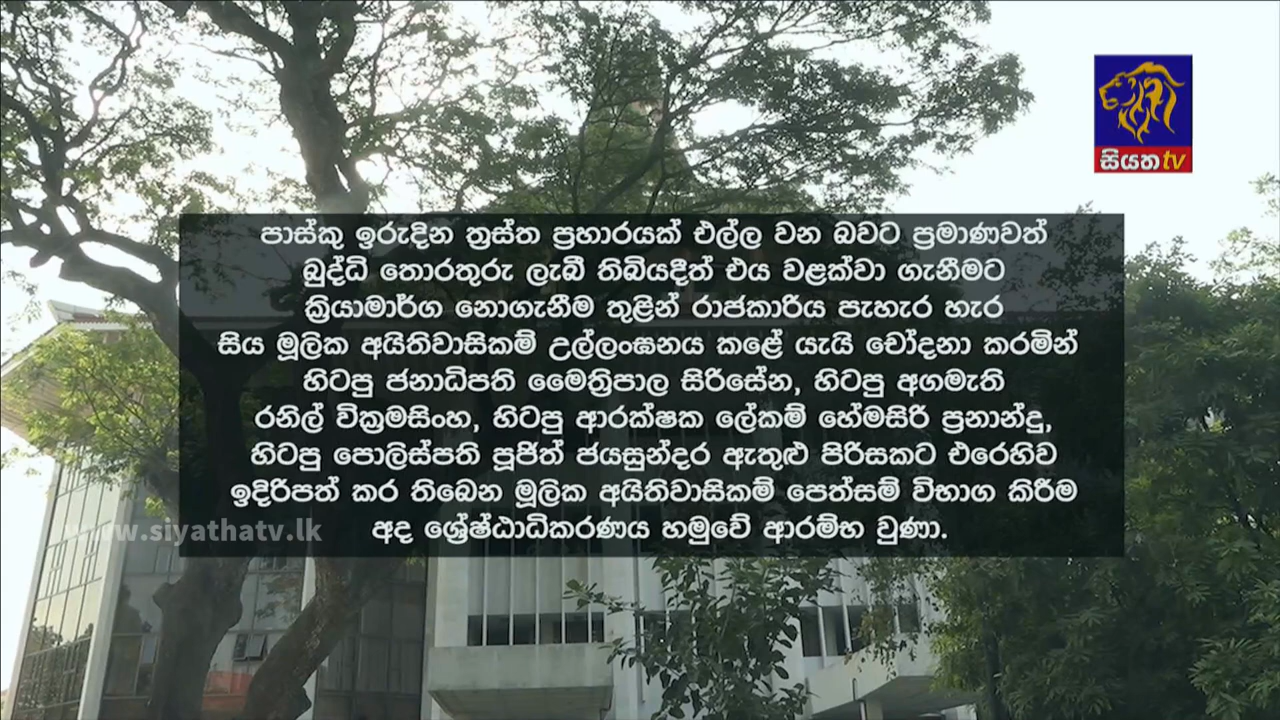 සියත tv
පාස්කු ඉරුදින ත්‍රස්ත ප්‍රහාරයක් එල්ල වන බවට ප්‍රමාණවත්
බුද්ධි තොරතුරු ලැබී තිබියදීත් එය වළක්වා ගැනීමට
ක්‍රියාමාර්ග නොගැනීම තුළින් රාජකාරිය පැහැර හැර
සිය මූලික අයිතිවාසිකම් උල්ලංඝනය කළේ යැයි චෝදනා කරමින්
හිටපු ජනාධිපති මෛත්‍රිපාල සිරිසේන, හිටපු අගමැති
රනිල් වික්‍රමසිංහ, හිටපු ආරක්ෂක ලේකම් හේමසිරි ප්‍රනාන්දු,
හිටපු පොලිස්පති පූජිත් ජයසුන්දර ඇතුළු පිරිසකට එරෙහිව
ඉදිරිපත් කර තිබෙන මූලික අයිතිවාසිකම් පෙත්සම් විභාග කිරීම
අද ශ්‍රේෂ්ඨාධිකරණය හමුවේ ආරම්භ වුණා.
www.siyathatv.lk